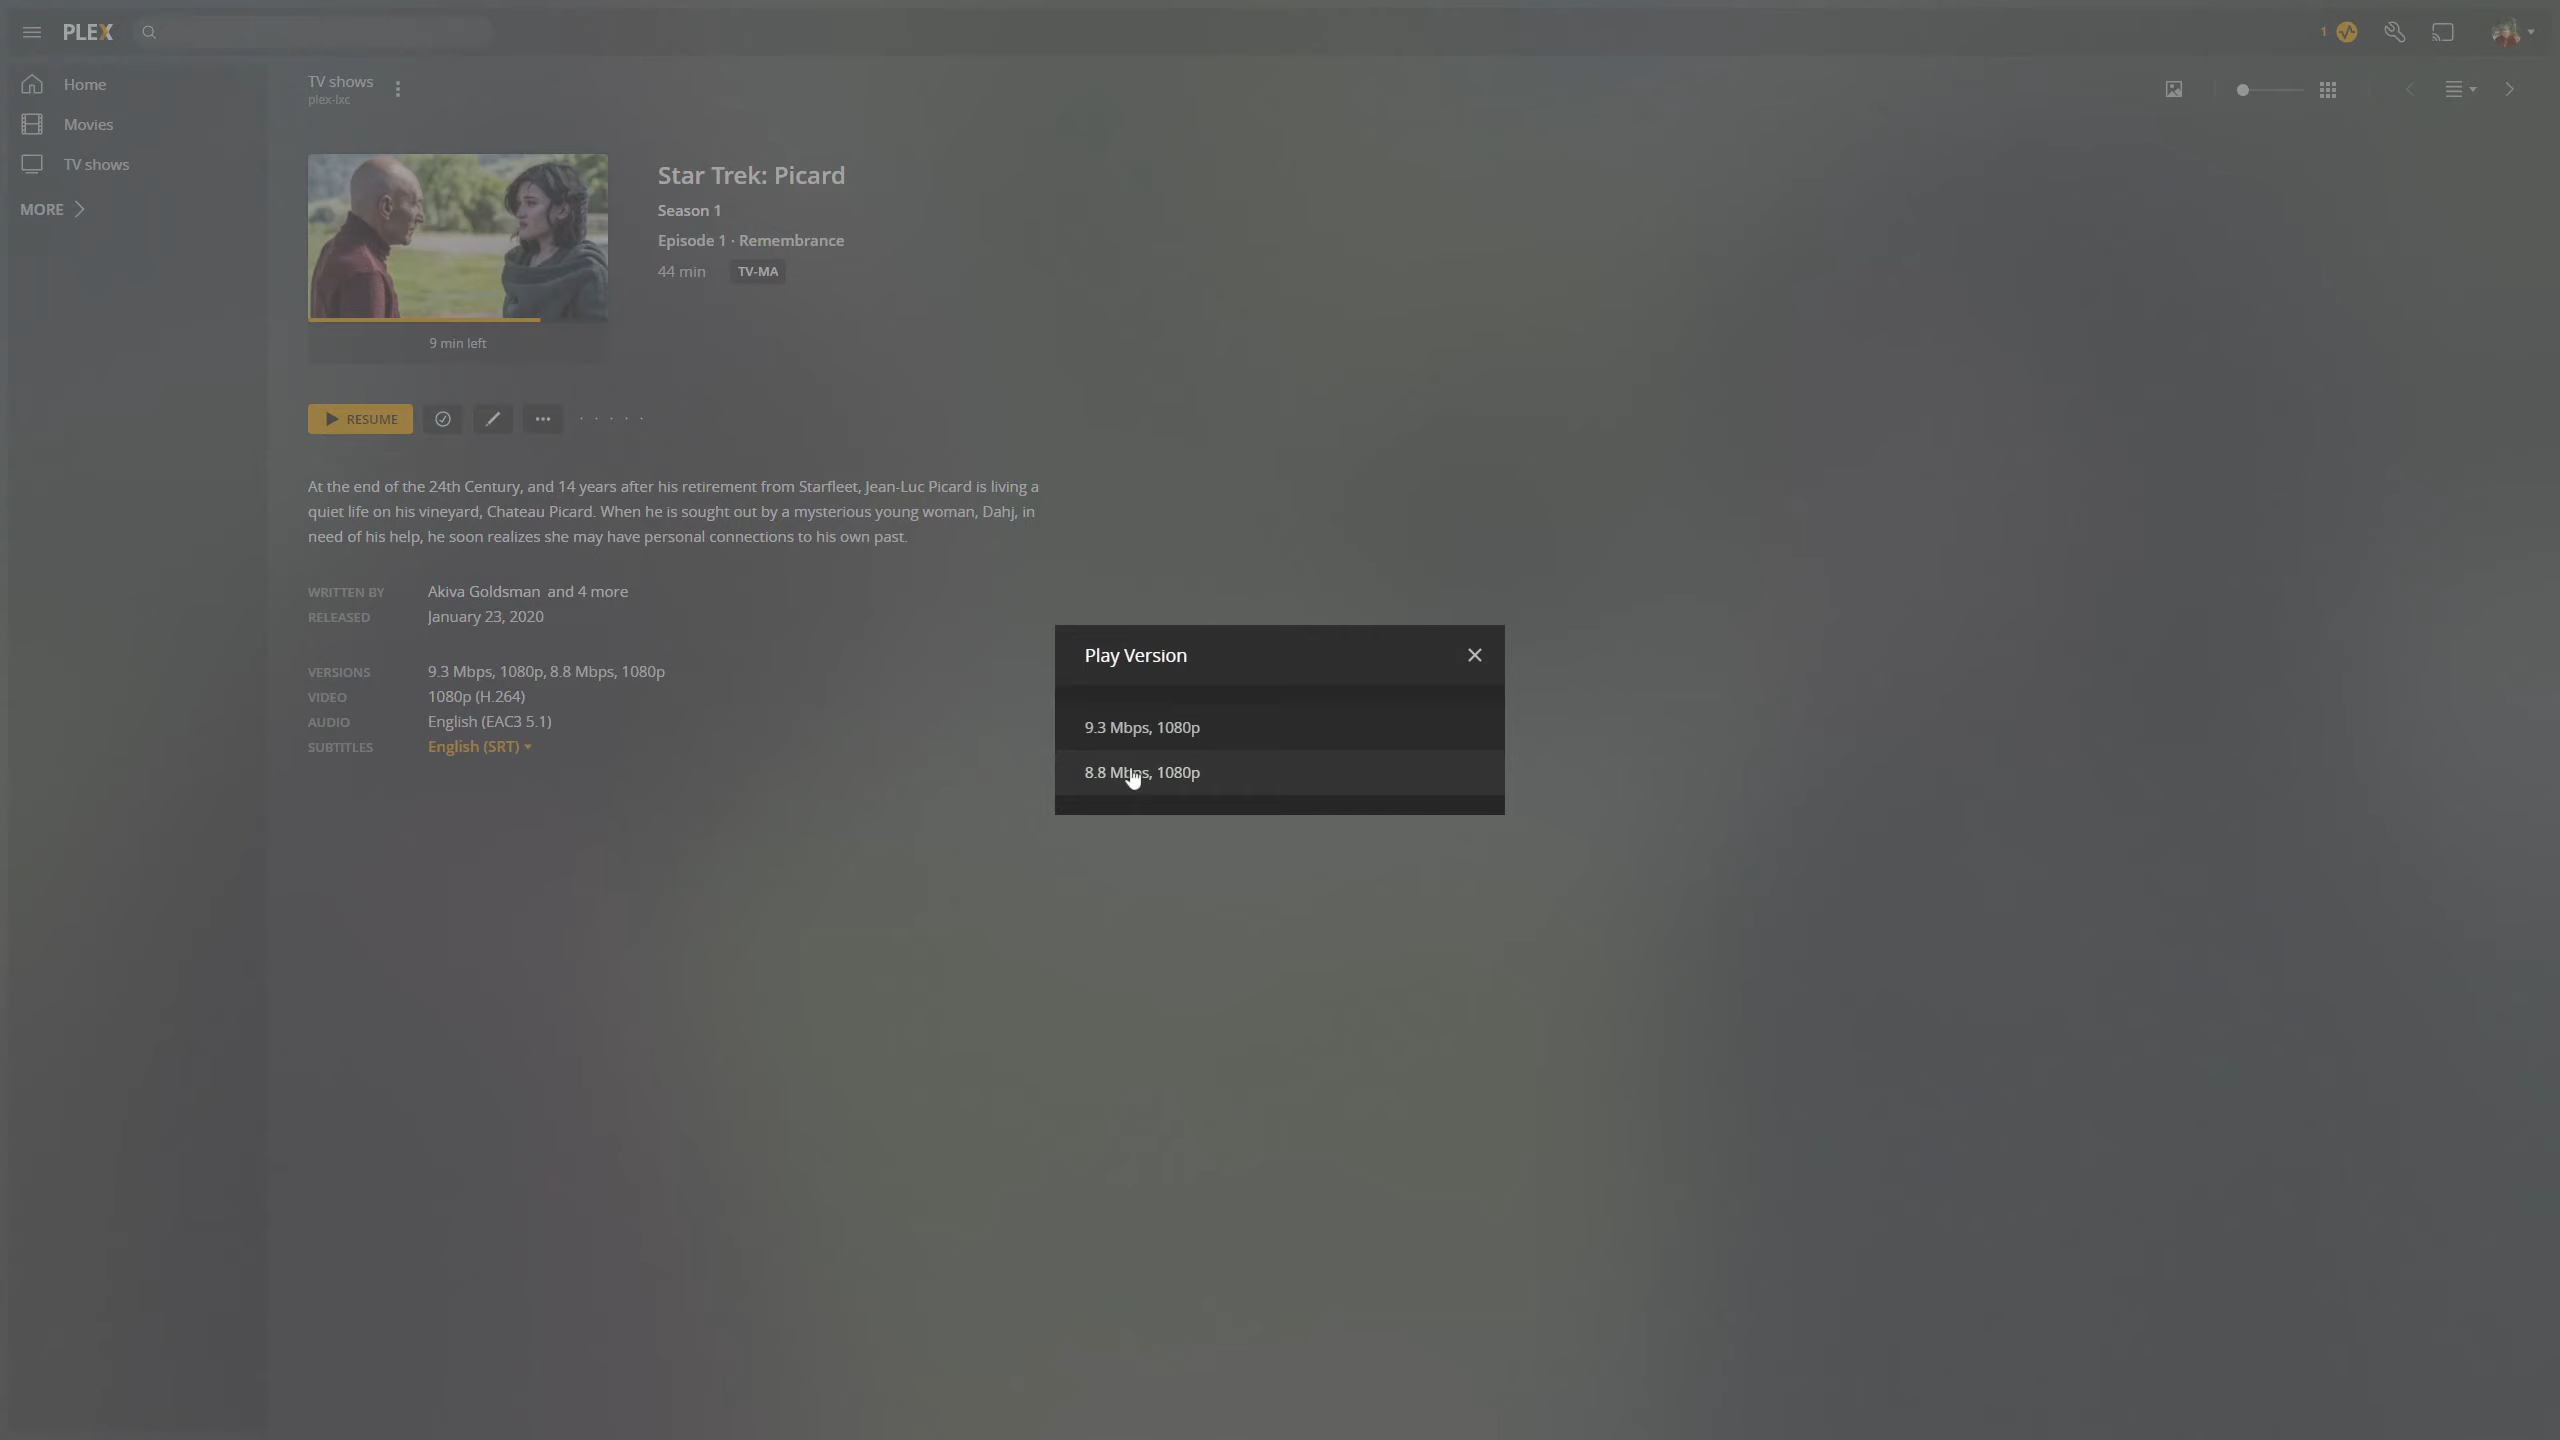 PLEX
1
Home
Movies
TV shows
MORE
TV shows
plex-lxc
Star Trek: Picard
Season 1
Episode 1 · Remembrance
44 min TV-MA
9 min left
RESUME
At the end of the 24th Century, and 14 years after his retirement from Starfleet, Jean-Luc Picard is living a
quiet life on his vineyard, Chateau Picard. When he is sought out by a mysterious young woman, Dahj, in
need of his help, he soon realizes she may have personal connections to his own past.
WRITTEN BY Akiva Goldsman and 4 more
RELEASED January 23, 2020
VERSIONS 9.3 Mbps, 1080p, 8.8 Mbps, 1080p
VIDEO 1080p (H.264)
AUDIO English (EAC3 5.1)
SUBTITLES English (SRT)
Play Version
9.3 Mbps, 1080p
8.8 Mbps, 1080p